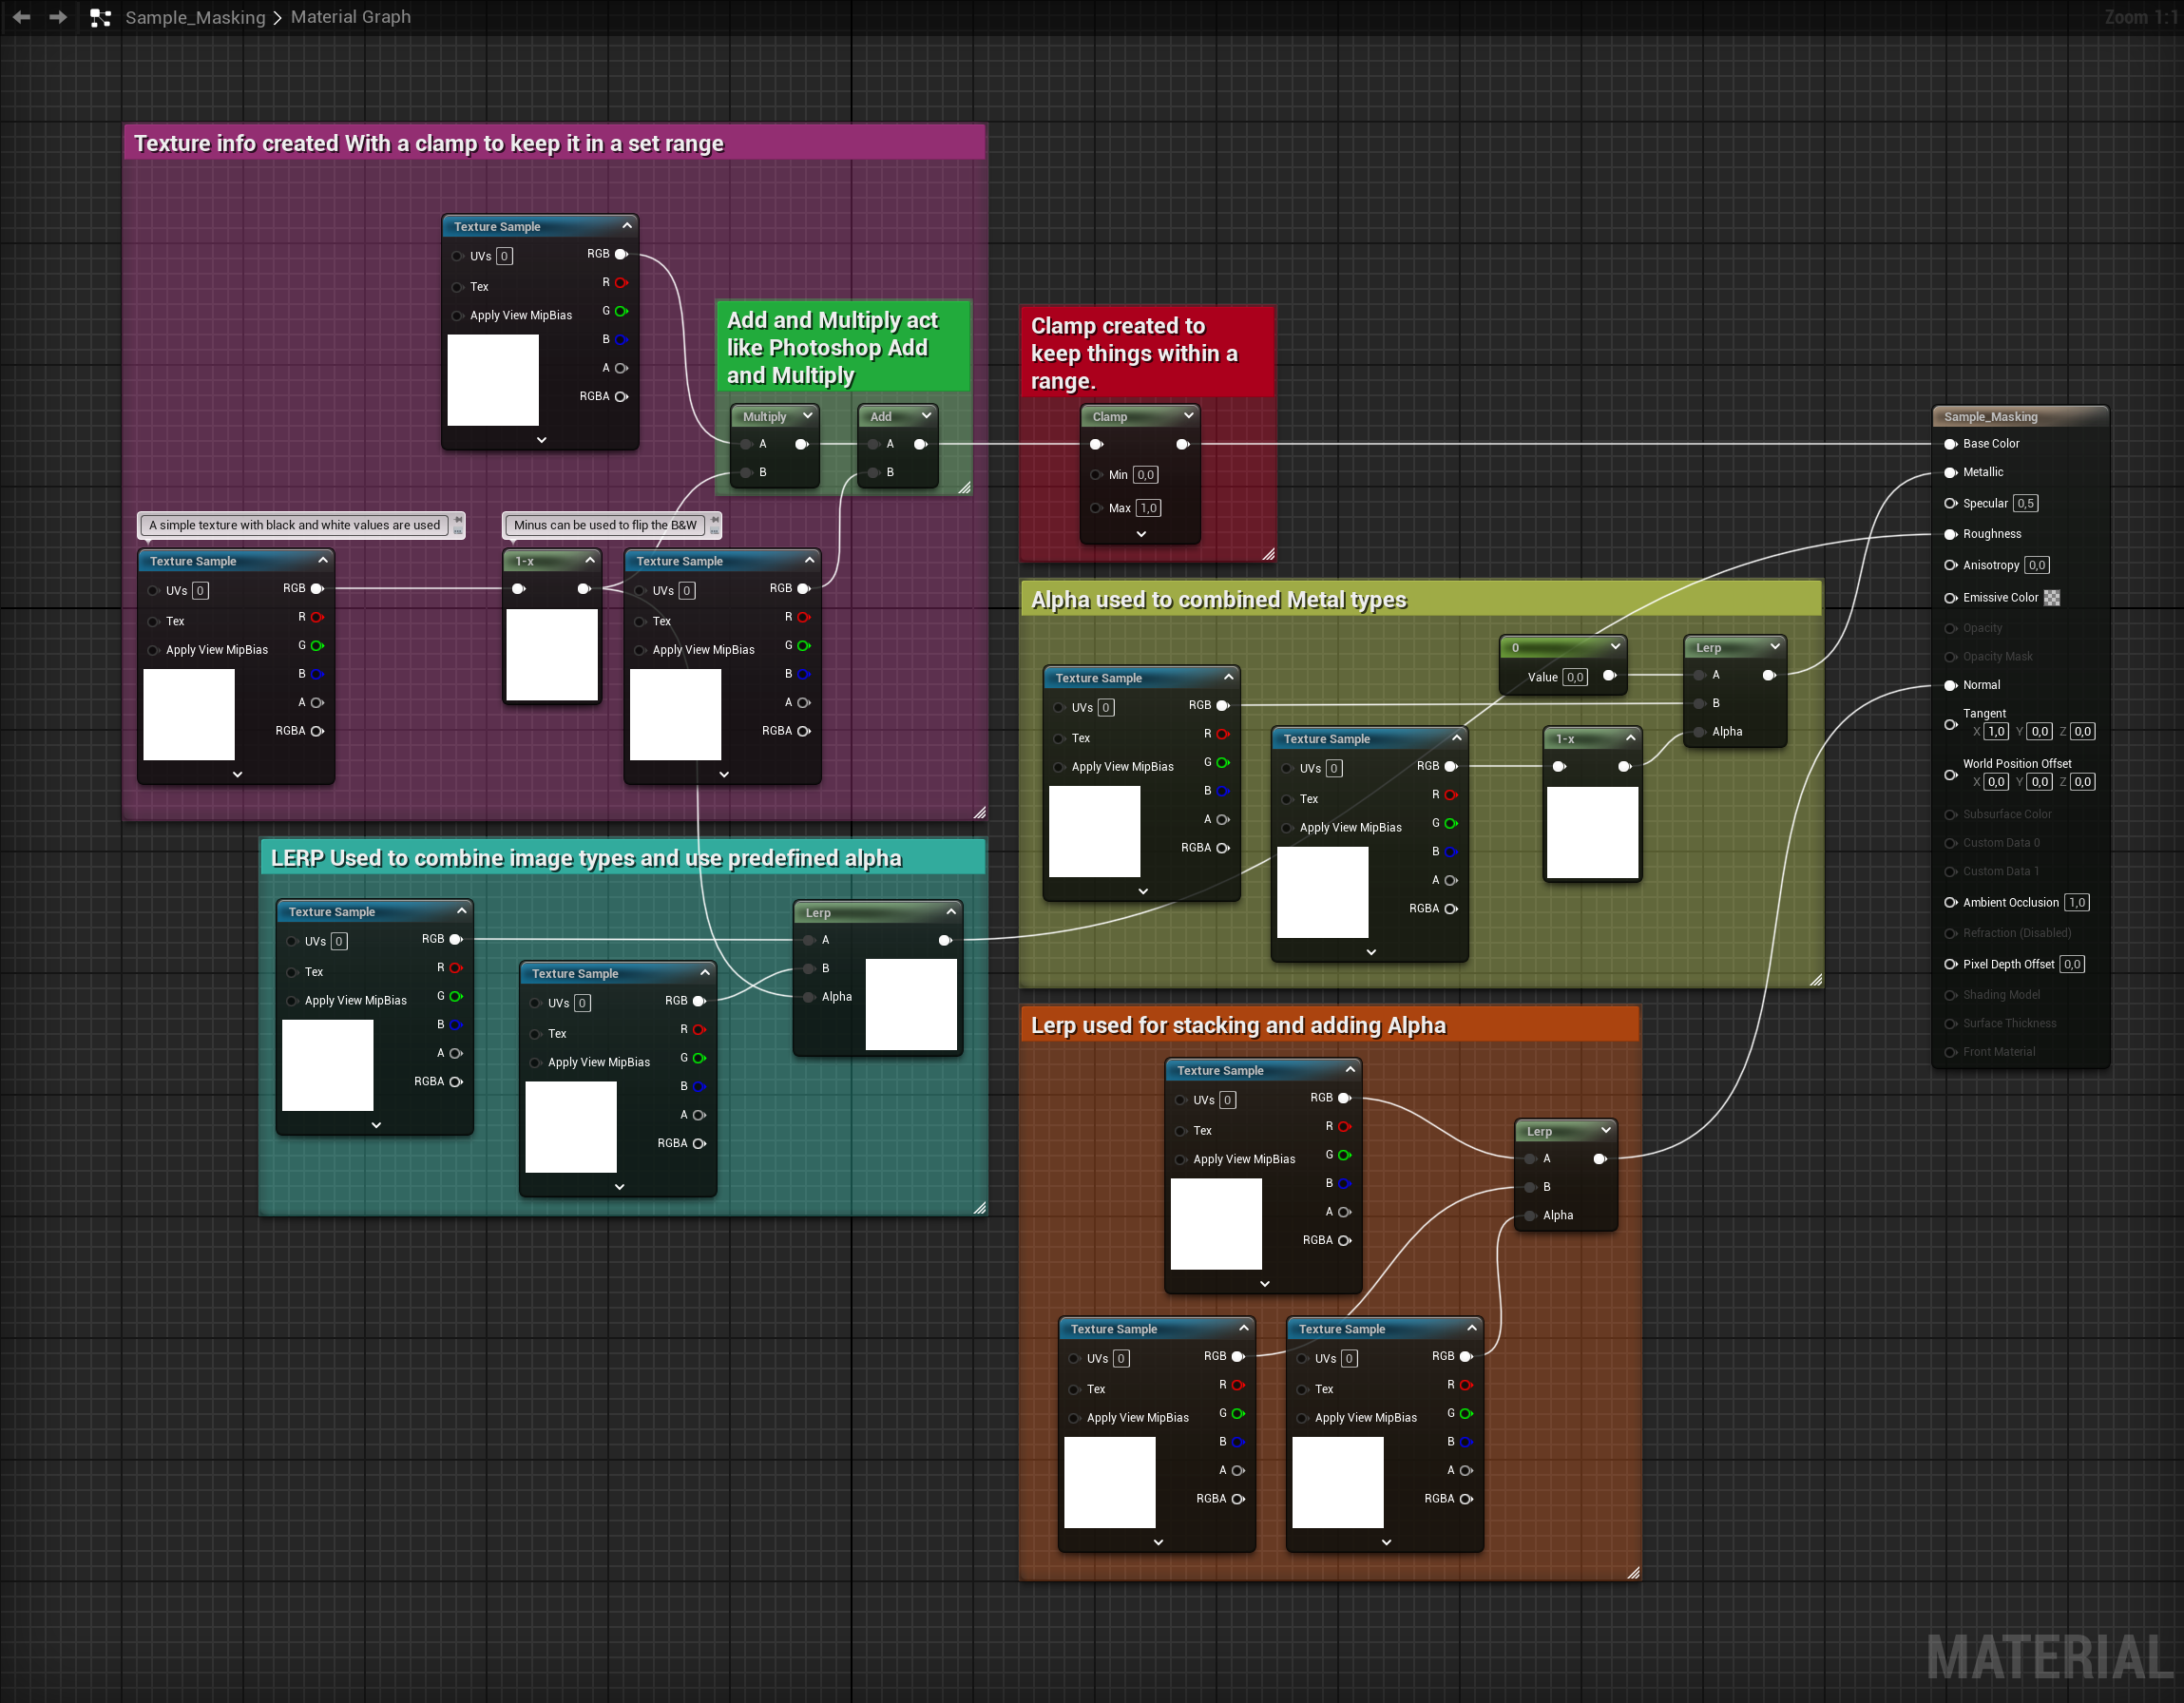 Sample_Masking > Material Graph
Zoom 1:1
Texture info created With a clamp to keep it in a set range
Texture Sample
UVs 0
Tex
Apply View MipBias
RGB
R
G
B
A
RGBA
Add and Multiply act
like Photoshop Add
and Multiply
Multiply
A
B
Add
A
B
A simple texture with black and white values are used
Texture Sample
UVs 0
Tex
Apply View MipBias
RGB
R
G
B
A
RGBA
Minus can be used to flip the B&W
1-x
Texture Sample
UVs 0
Tex
Apply View MipBias
RGB
R
G
B
A
RGBA
Clamp created to
keep things within a
range.
Clamp
Min 0,0
Max 1,0
LERP Used to combine image types and use predefined alpha
Texture Sample
UVs 0
Tex
Apply View MipBias
RGB
R
G
B
A
RGBA
Texture Sample
UVs 0
Tex
Apply View MipBias
RGB
R
G
B
A
RGBA
Lerp
A
B
Alpha
Alpha used to combined Metal types
Texture Sample
UVs 0
Tex
Apply View MipBias
RGB
R
G
B
A
RGBA
Texture Sample
UVs 0
Tex
Apply View MipBias
RGB
R
G
B
A
RGBA
0
Value 0,0
1-x
Lerp
A
B
Alpha
Lerp used for stacking and adding Alpha
Texture Sample
UVs 0
Tex
Apply View MipBias
RGB
R
G
B
A
RGBA
Texture Sample
UVs 0
Tex
Apply View MipBias
RGB
R
G
B
A
RGBA
Texture Sample
UVs 0
Tex
Apply View MipBias
RGB
R
G
B
A
RGBA
Lerp
A
B
Alpha
Sample_Masking
Base Color
Metallic
Specular 0,5
Roughness
Anisotropy 0,0
Emissive Color
Opacity
Opacity Mask
Normal
Tangent
X 1,0 Y 0,0 Z 0,0
World Position Offset
X 0,0 Y 0,0 Z 0,0
Subsurface Color
Custom Data 0
Custom Data 1
Ambient Occlusion 1,0
Refraction (Disabled)
Pixel Depth Offset 0,0
Shading Model
Surface Thickness
Front Material
MATERIAL